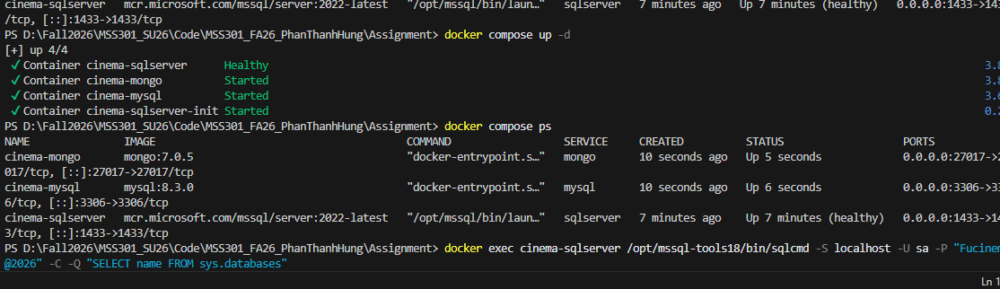 cinema-sqlserver   mcr.microsoft.com/mssql/server:2022-latest   "/opt/mssql/bin/laun…"   sqlserver   7 minutes ago   Up 7 minutes (healthy)   0.0.0.0:1433->143
/tcp, [::]:1433->1433/tcp
PS D:\Fall2026\MSS301_SU26\Code\MSS301_FA26_PhanThanhHung\Assignment> docker compose up -d
[+] up 4/4
✔ Container cinema-sqlserver      Healthy      3.8
✔ Container cinema-mongo          Started      3.8
✔ Container cinema-mysql          Started      3.6
✔ Container cinema-sqlserver-init Started      0.2
PS D:\Fall2026\MSS301_SU26\Code\MSS301_FA26_PhanThanhHung\Assignment> docker compose ps
NAME               IMAGE                                        COMMAND                  SERVICE     CREATED          STATUS                   PORTS
cinema-mongo       mongo:7.0.5                                  "docker-entrypoint.s…"   mongo       10 seconds ago   Up 5 seconds             0.0.0.0:27017->2
017/tcp, [::]:27017->27017/tcp
cinema-mysql       mysql:8.3.0                                  "docker-entrypoint.s…"   mysql       10 seconds ago   Up 6 seconds             0.0.0.0:3306->33
6/tcp, [::]:3306->3306/tcp
cinema-sqlserver   mcr.microsoft.com/mssql/server:2022-latest   "/opt/mssql/bin/laun…"   sqlserver   7 minutes ago    Up 7 minutes (healthy)   0.0.0.0:1433->14
3/tcp, [::]:1433->1433/tcp
PS D:\Fall2026\MSS301_SU26\Code\MSS301_FA26_PhanThanhHung\Assignment> docker exec cinema-sqlserver /opt/mssql-tools18/bin/sqlcmd -S localhost -U sa -P "Fucinem
@2026" -C -Q "SELECT name FROM sys.databases"
Ln 1